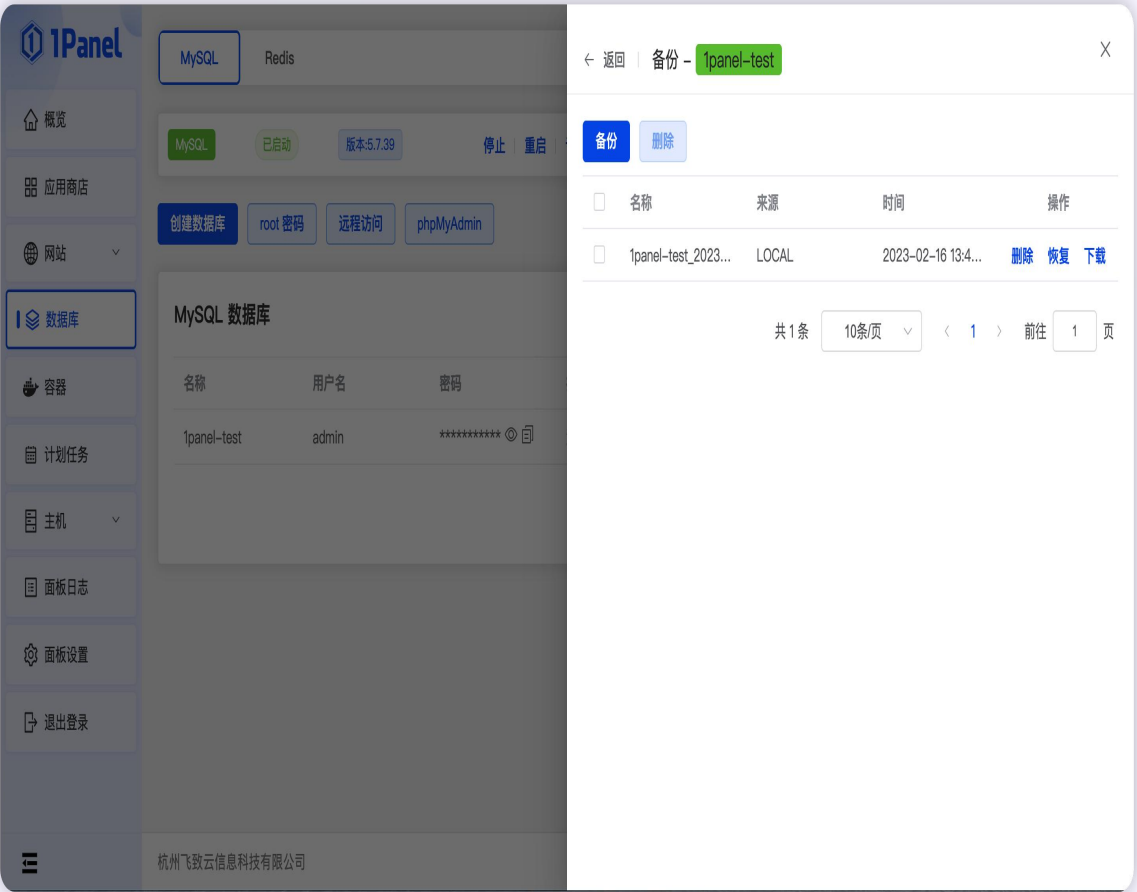 1Panel
概览
应用商店
网站
数据库
容器
计划任务
主机
面板日志
面板设置
退出登录
MySQL Redis
MySQL 已启动 版本:5.7.39 停止 重启
创建数据库 root 密码 远程访问 phpMyAdmin
MySQL 数据库
名称 用户名 密码
1panel-test admin ***********
杭州飞致云信息科技有限公司
返回 备份 - 1panel-test
备份 删除
名称 来源 时间 操作
1panel-test_2023... LOCAL 2023-02-16 13:4... 删除 恢复 下载
共 1 条 10条/页 1 前往 1 页